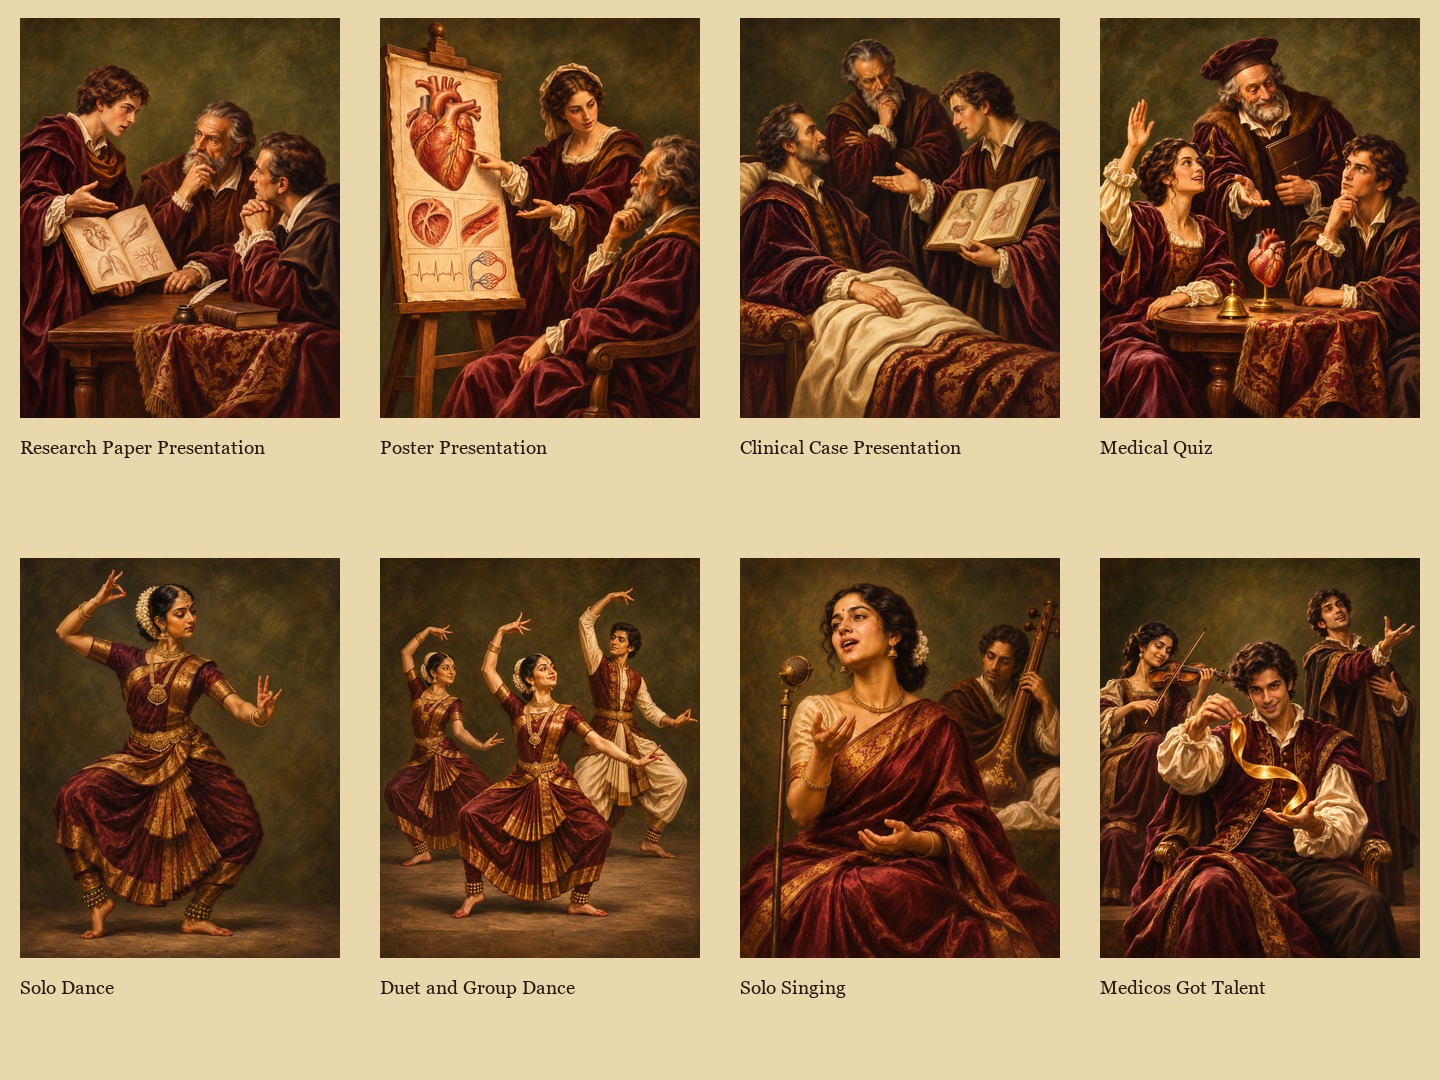 Research Paper Presentation
Poster Presentation
Clinical Case Presentation
Medical Quiz
Solo Dance
Duet and Group Dance
Solo Singing
Medicos Got Talent